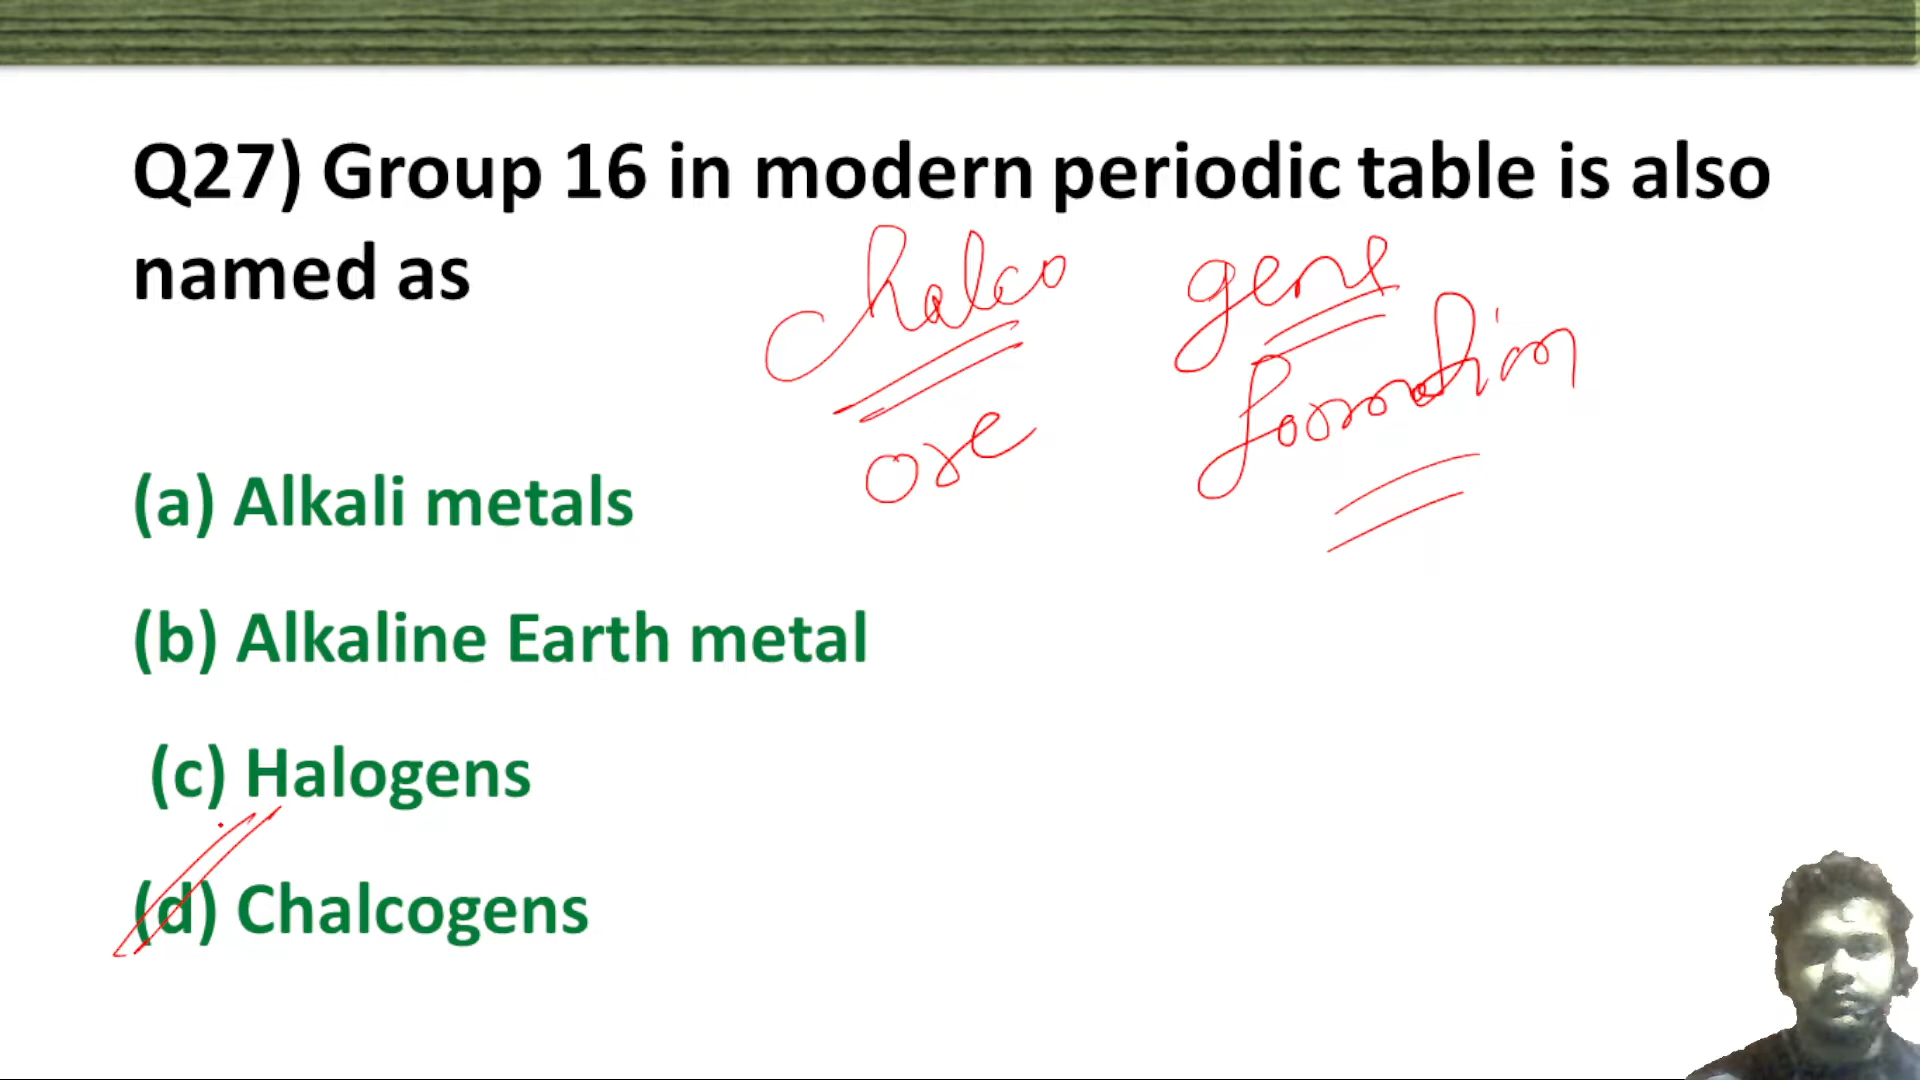 Q27) Group 16 in modern periodic table is also
named as
chalco gens
ore formation
(a) Alkali metals
(b) Alkaline Earth metal
(c) Halogens
(d) Chalcogens